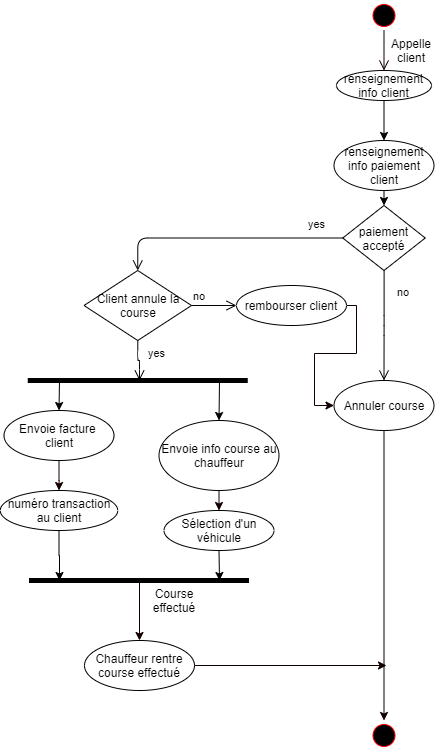 Appelle
client
renseignement
info client
renseignement
info paiement
client
paiement
accepté
yes
no
Client annule la
course
no
rembourser client
yes
Annuler course
Envoie facture
client
Envoie info course au
chauffeur
numéro transaction
au client
Sélection d'un
véhicule
Course
effectué
Chauffeur rentre
course effectué